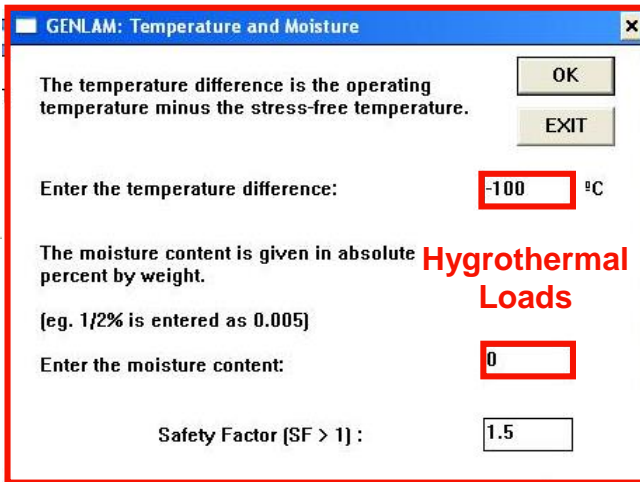 GENLAM: Temperature and Moisture
The temperature difference is the operating
temperature minus the stress-free temperature.
OK
EXIT
Enter the temperature difference:
-100
ºC
The moisture content is given in absolute
percent by weight.
Hygrothermal
Loads
(eg. 1/2% is entered as 0.005)
Enter the moisture content:
0
Safety Factor (SF > 1) :
1.5